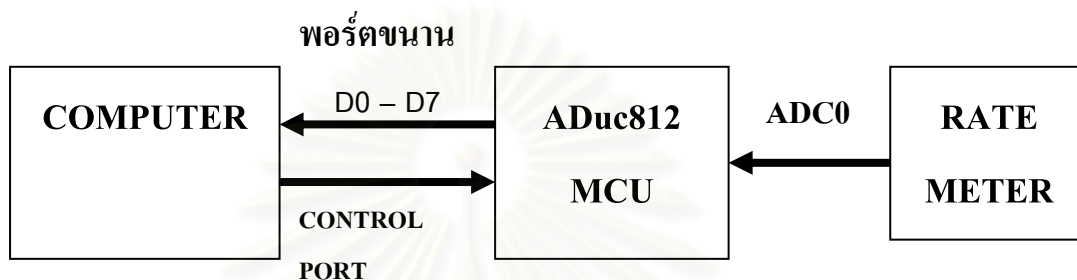 พอร์ตขนาน
COMPUTER
D0 – D7
CONTROL
PORT
ADuc812
MCU
ADC0
RATE
METER